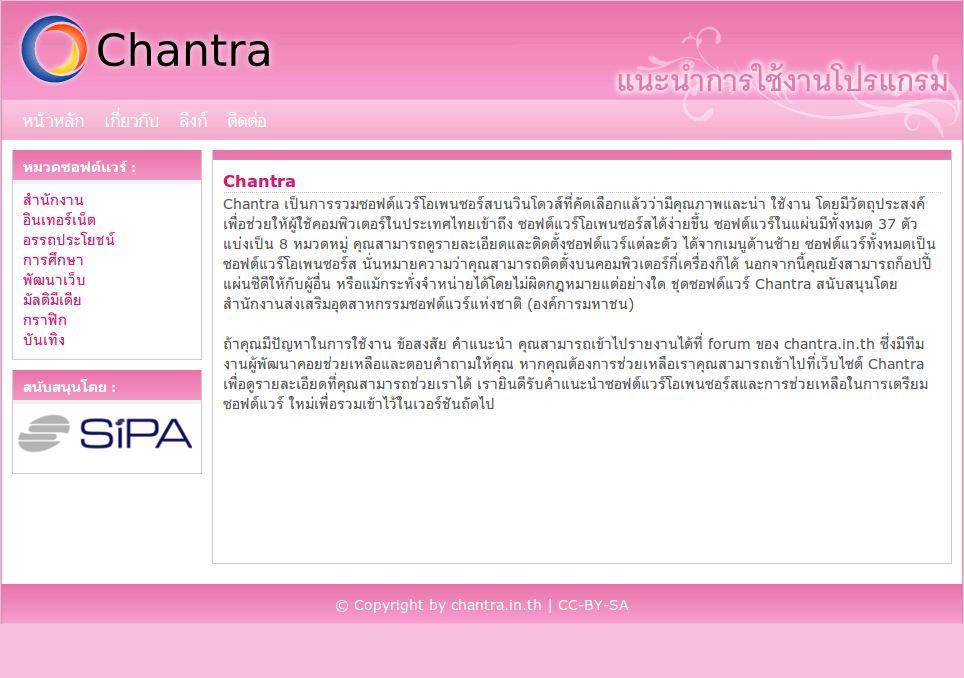 Chantra
แนะนำการใช้งานโปรแกรม
หน้าหลัก เกี่ยวกับ ลิงก์ ติดต่อ
หมวดซอฟต์แวร์ :
สำนักงาน
อินเทอร์เน็ต
อรรถประโยชน์
การศึกษา
พัฒนาเว็บ
มัลติมีเดีย
กราฟิก
บันเทิง
สนับสนุนโดย :
SiPA
Chantra
Chantra เป็นการรวมซอฟต์แวร์โอเพนซอร์สบนวินโดวส์ที่คัดเลือกแล้วว่ามีคุณภาพและน่า ใช้งาน โดยมีวัตถุประสงค์
เพื่อช่วยให้ผู้ใช้คอมพิวเตอร์ในประเทศไทยเข้าถึง ซอฟต์แวร์โอเพนซอร์สได้ง่ายขึ้น ซอฟต์แวร์ในแผ่นมีทั้งหมด 37 ตัว
แบ่งเป็น 8 หมวดหมู่ คุณสามารถดูรายละเอียดและติดตั้งซอฟต์แวร์แต่ละตัว ได้จากเมนูด้านซ้าย ซอฟต์แวร์ทั้งหมดเป็น
ซอฟต์แวร์โอเพนซอร์ส นั่นหมายความว่าคุณสามารถติดตั้งบนคอมพิวเตอร์กี่เครื่องก็ได้ นอกจากนี้คุณยังสามารถก็อปปี้
แผ่นซีดีให้กับผู้อื่น หรือแม้กระทั่งจำหน่ายได้โดยไม่ผิดกฎหมายแต่อย่างใด ชุดซอฟต์แวร์ Chantra สนับสนุนโดย
สำนักงานส่งเสริมอุตสาหกรรมซอฟต์แวร์แห่งชาติ (องค์การมหาชน)
ถ้าคุณมีปัญหาในการใช้งาน ข้อสงสัย คำแนะนำ คุณสามารถเข้าไปรายงานได้ที่ forum ของ chantra.in.th ซึ่งมีทีม
งานผู้พัฒนาคอยช่วยเหลือและตอบคำถามให้คุณ หากคุณต้องการช่วยเหลือเราคุณสามารถเข้าไปที่เว็บไซต์ Chantra
เพื่อดูรายละเอียดที่คุณสามารถช่วยเราได้ เรายินดีรับคำแนะนำซอฟต์แวร์โอเพนซอร์สและการช่วยเหลือในการเตรียม
ซอฟต์แวร์ ใหม่เพื่อรวมเข้าไว้ในเวอร์ชันถัดไป
© Copyright by chantra.in.th | CC-BY-SA